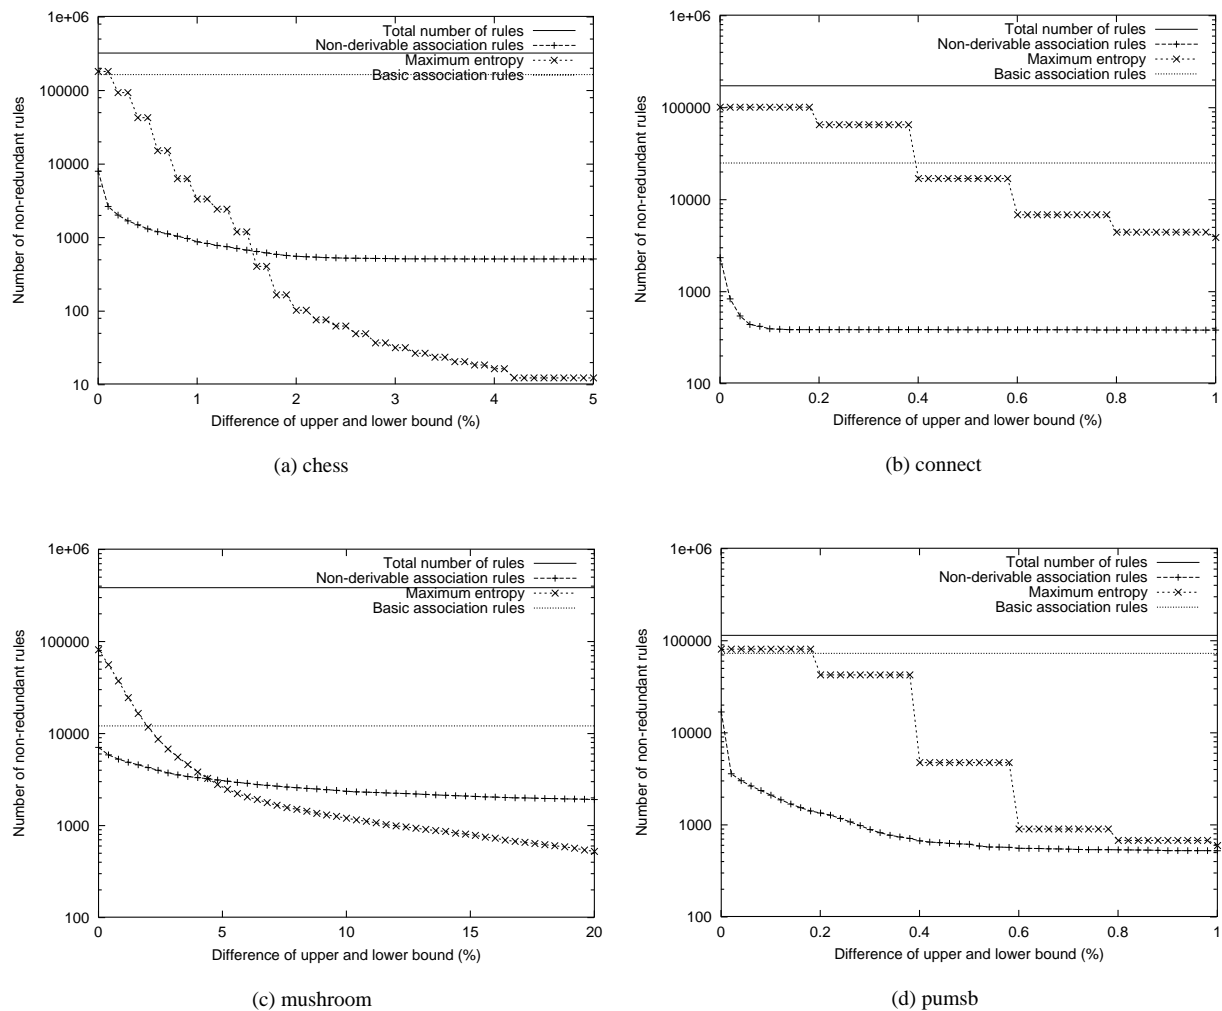 1e+06
100000
10000
1000
100
10
0
1
2
3
4
5
Number of non-redundant rules
Difference of upper and lower bound (%)
Total number of rules
Non-derivable association rules
Maximum entropy
Basic association rules
(a) chess
1e+06
100000
10000
1000
100
0
0.2
0.4
0.6
0.8
1
Number of non-redundant rules
Difference of upper and lower bound (%)
Total number of rules
Non-derivable association rules
Maximum entropy
Basic association rules
(b) connect
1e+06
100000
10000
1000
100
0
5
10
15
20
Number of non-redundant rules
Difference of upper and lower bound (%)
Total number of rules
Non-derivable association rules
Maximum entropy
Basic association rules
(c) mushroom
1e+06
100000
10000
1000
100
0
0.2
0.4
0.6
0.8
1
Number of non-redundant rules
Difference of upper and lower bound (%)
Total number of rules
Non-derivable association rules
Maximum entropy
Basic association rules
(d) pumsb